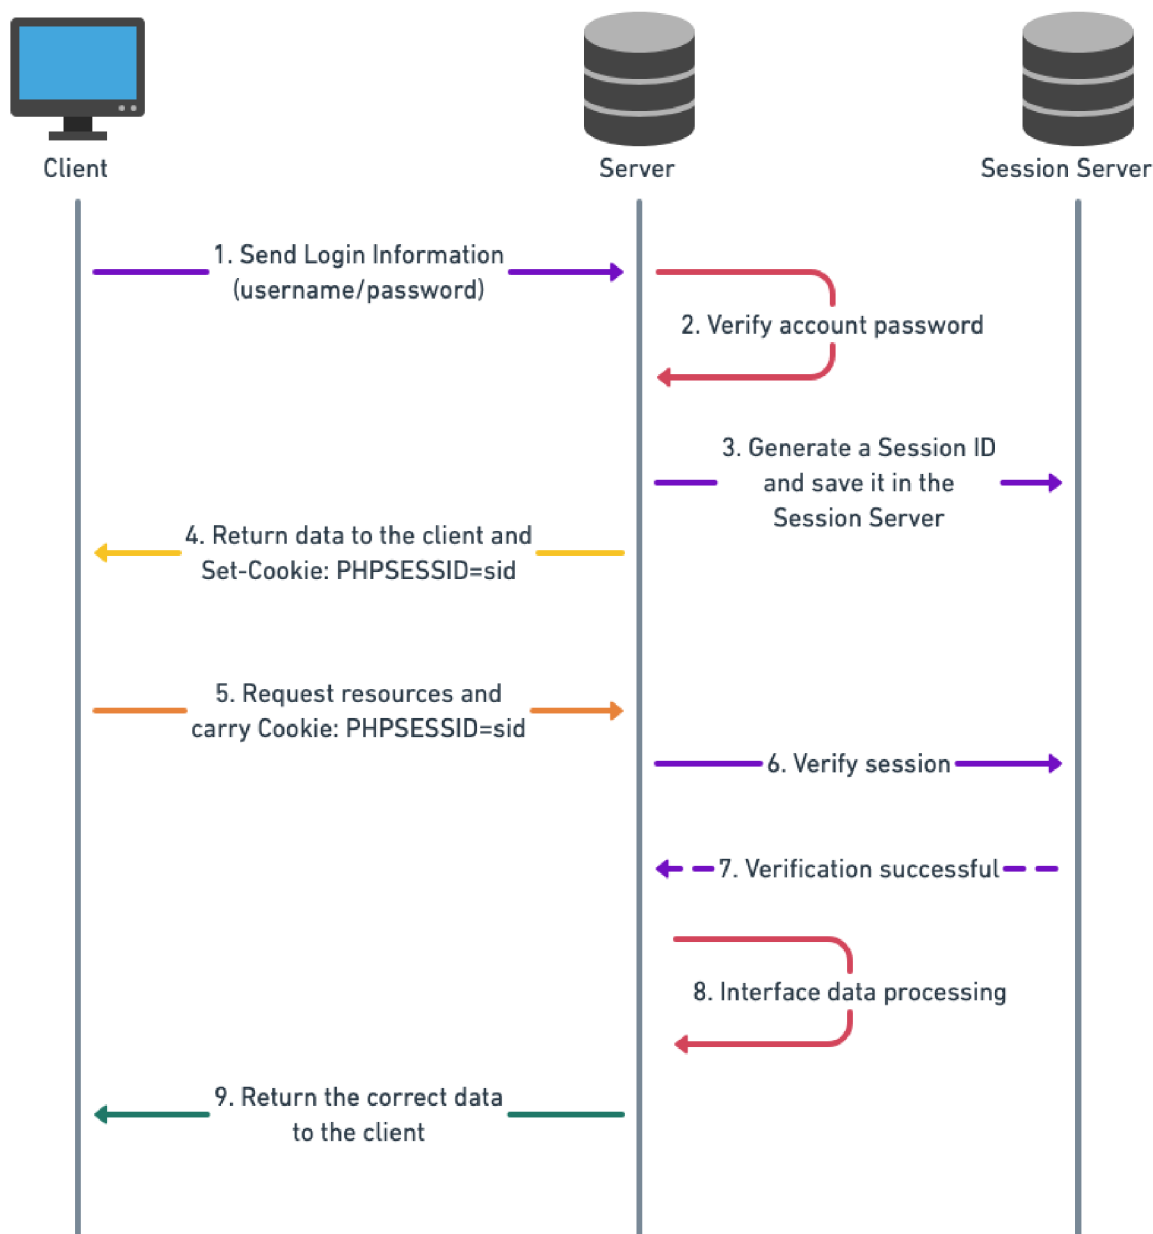 Client
Server
Session Server
1. Send Login Information
(username/password)
2. Verify account password
3. Generate a Session ID
and save it in the
Session Server
4. Return data to the client and
Set-Cookie: PHPSESSID=sid
5. Request resources and
carry Cookie: PHPSESSID=sid
6. Verify session
7. Verification successful
8. Interface data processing
9. Return the correct data
to the client